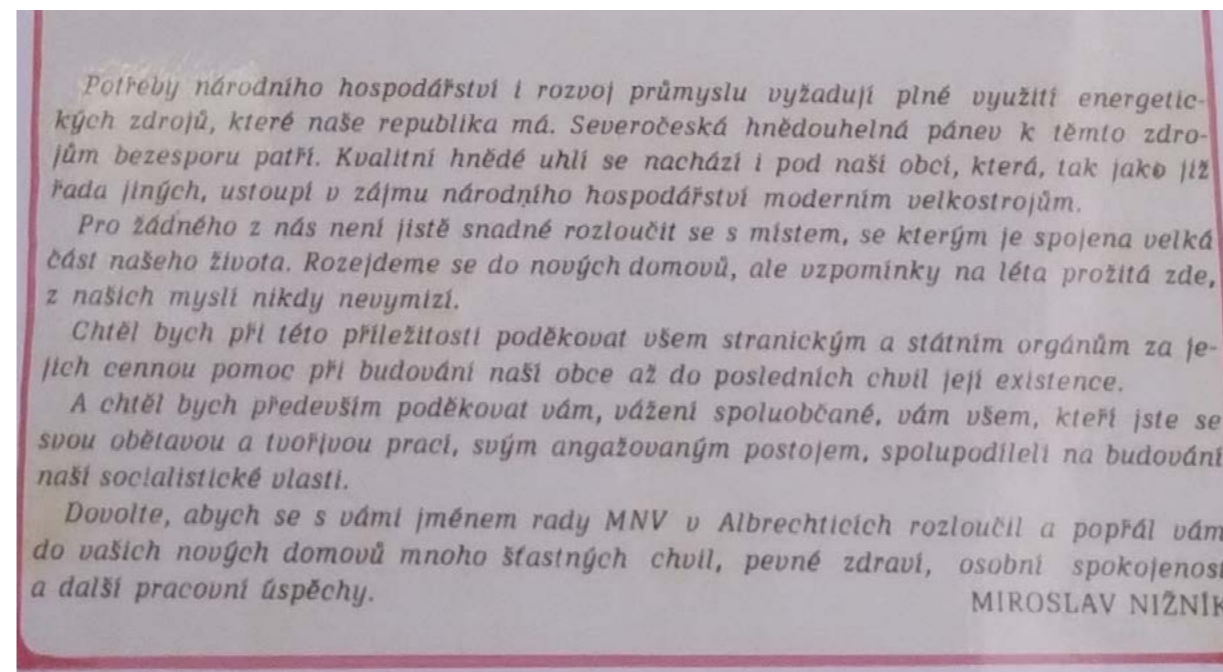 Potřeby národního hospodářství i rozvoj průmyslu vyžadují plné využití energetic-
kých zdrojů, které naše republika má. Severočeská hnědouhelná pánev k těmto zdro-
jům bezesporu patří. Kvalitní hnědé uhlí se nachází i pod naší obcí, která, tak jako již
řada jiných, ustoupí v zájmu národního hospodářství moderním velkostrojům.
Pro žádného z nás není jistě snadné rozloučit se s místem, se kterým je spojena velká
část našeho života. Rozejdeme se do nových domovů, ale vzpomínky na léta prožitá zde,
z našich myslí nikdy nevymizí.
Chtěl bych při této příležitosti poděkovat všem stranickým a státním orgánům za je-
jich cennou pomoc při budování naší obce až do posledních chvil její existence.
A chtěl bych především poděkovat vám, vážení spoluobčané, vám všem, kteří jste se
svou obětavou a tvořivou prací, svým angažovaným postojem, spolupodíleli na budování
naší socialistické vlasti.
Dovolte, abych se s vámi jménem rady MNV v Albrechticích rozloučil a popřál vám
do vašich nových domovů mnoho šťastných chvil, pevné zdraví, osobní spokojenost
a další pracovní úspěchy.
MIROSLAV NIŽNÍK